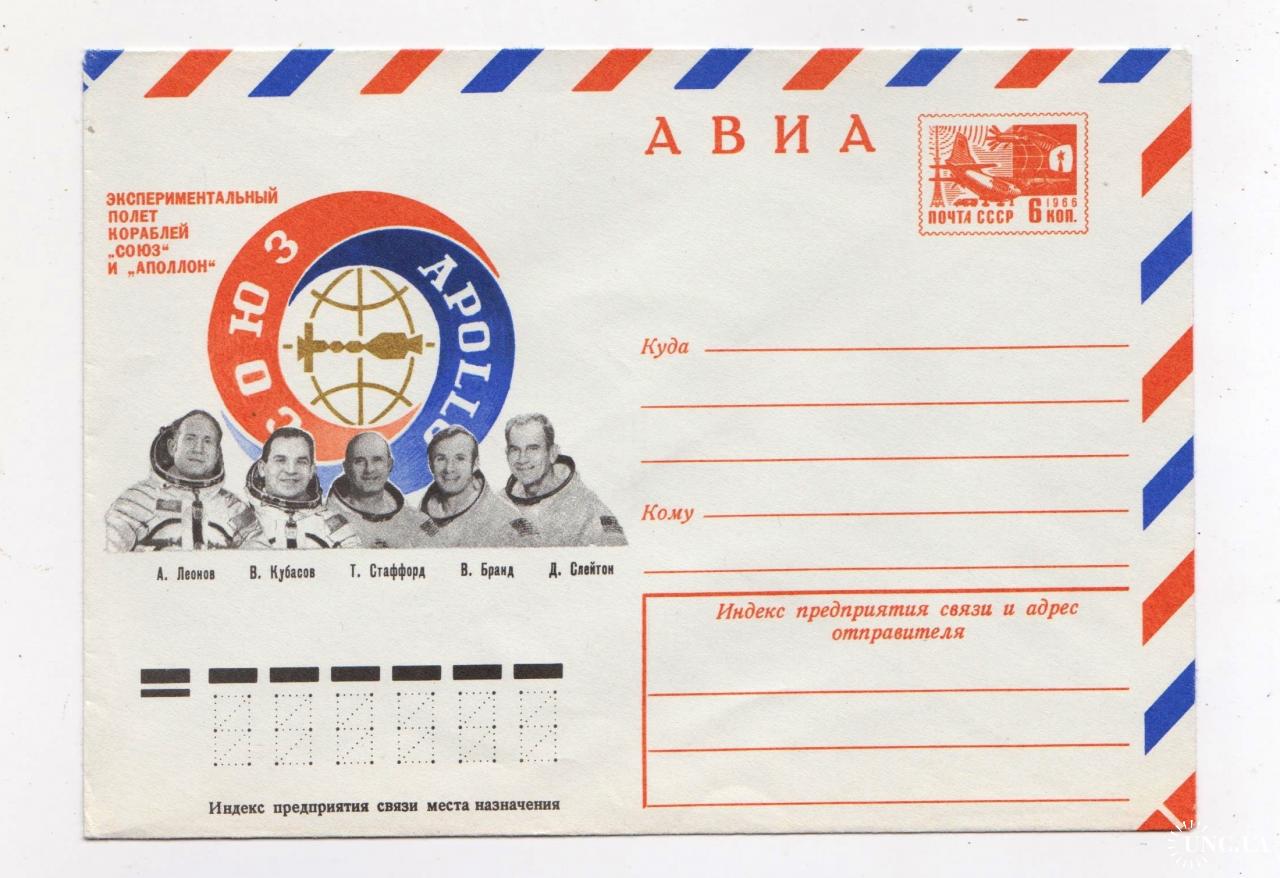 АВИА
1966
ПОЧТА СССР 6 КОП.
ЭКСПЕРИМЕНТАЛЬНЫЙ
ПОЛЕТ
КОРАБЛЕЙ
„СОЮЗ“
И „АПОЛЛОН“
СОЮЗ
APOLLO
Куда
Кому
А. Леонов В. Кубасов Т. Стаффорд В. Бранд Д. Слейтон
Индекс предприятия связи и адрес
отправителя
Индекс предприятия связи места назначения
UNC.UA